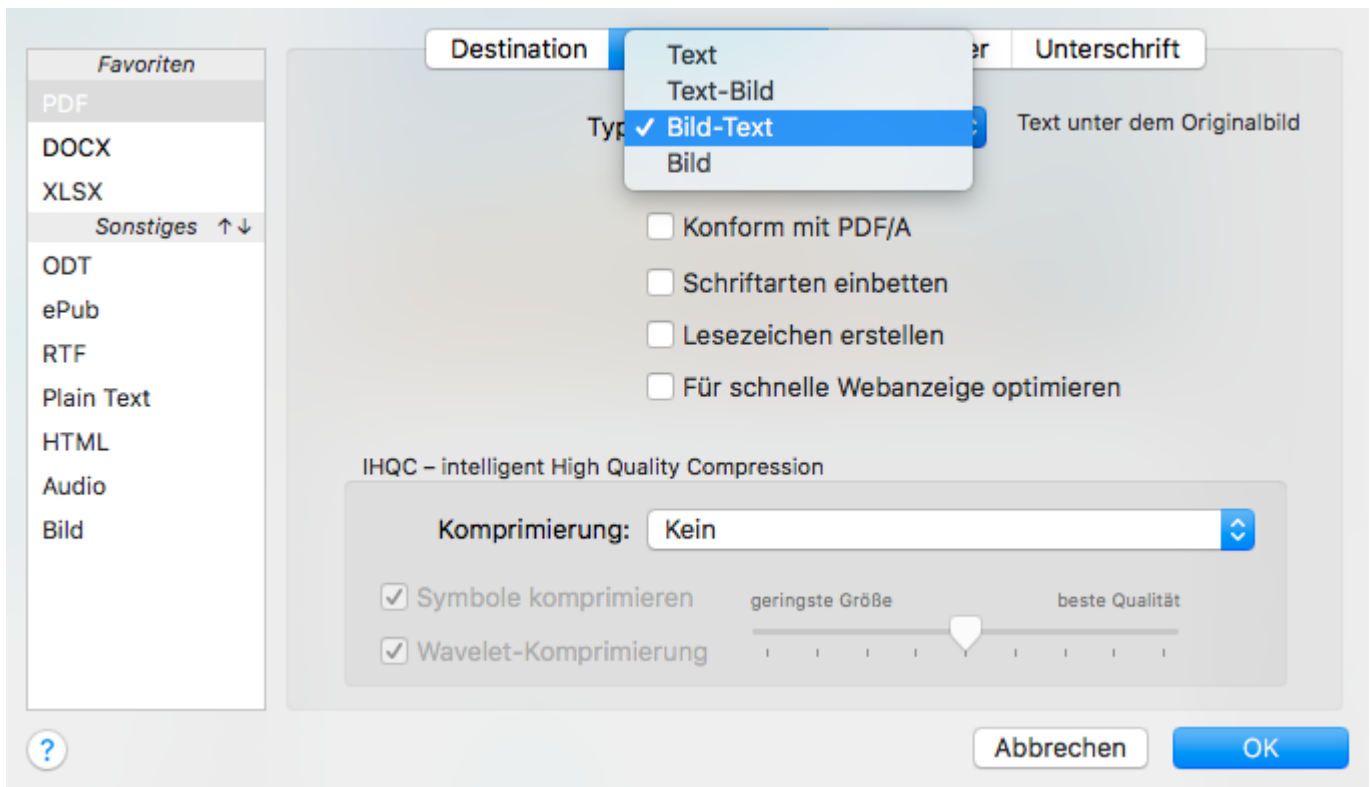 Favoriten
PDF
DOCX
XLSX
Sonstiges ↑↓
ODT
ePub
RTF
Plain Text
HTML
Audio
Bild
Destination
Unterschrift
Text
Text-Bild
✓ Bild-Text
Bild
Text unter dem Originalbild
Konform mit PDF/A
Schriftarten einbetten
Lesezeichen erstellen
Für schnelle Webanzeige optimieren
IHQC – intelligent High Quality Compression
Komprimierung: Kein
Symbole komprimieren
geringste Größe beste Qualität
Wavelet-Komprimierung
? Abbrechen OK